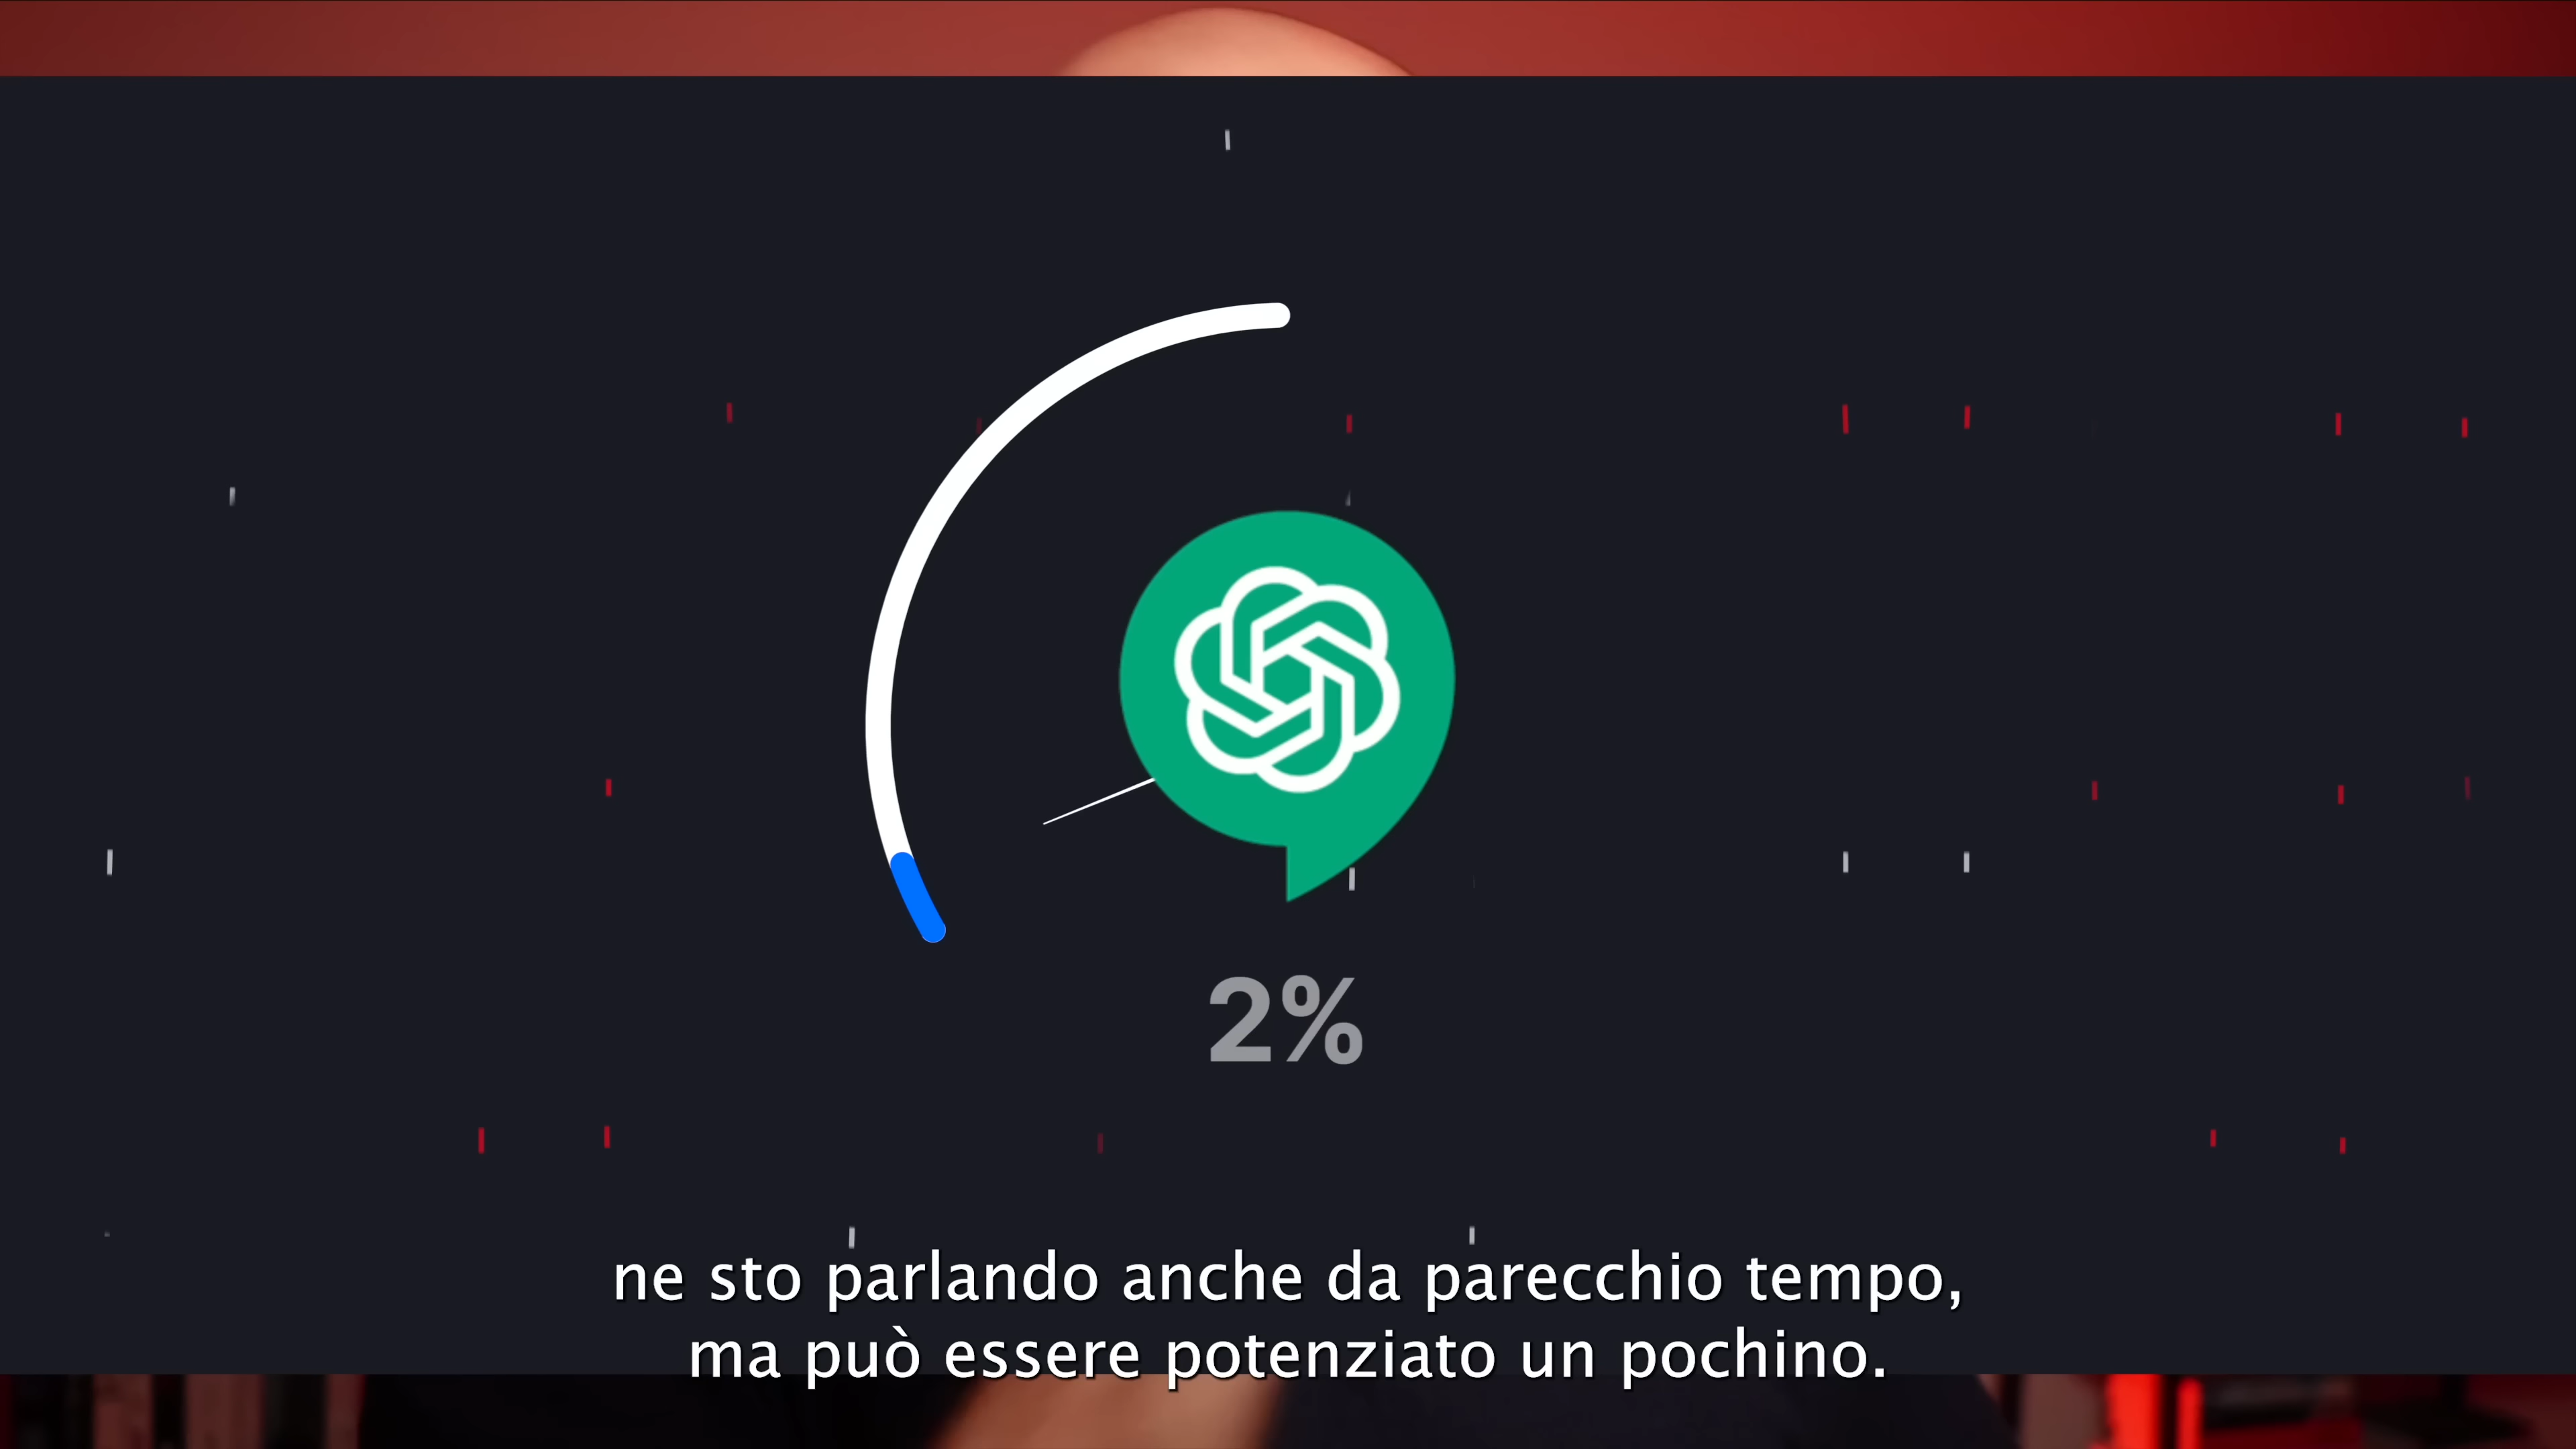 2%
ne sto parlando anche da parecchio tempo,
ma può essere potenziato un pochino.